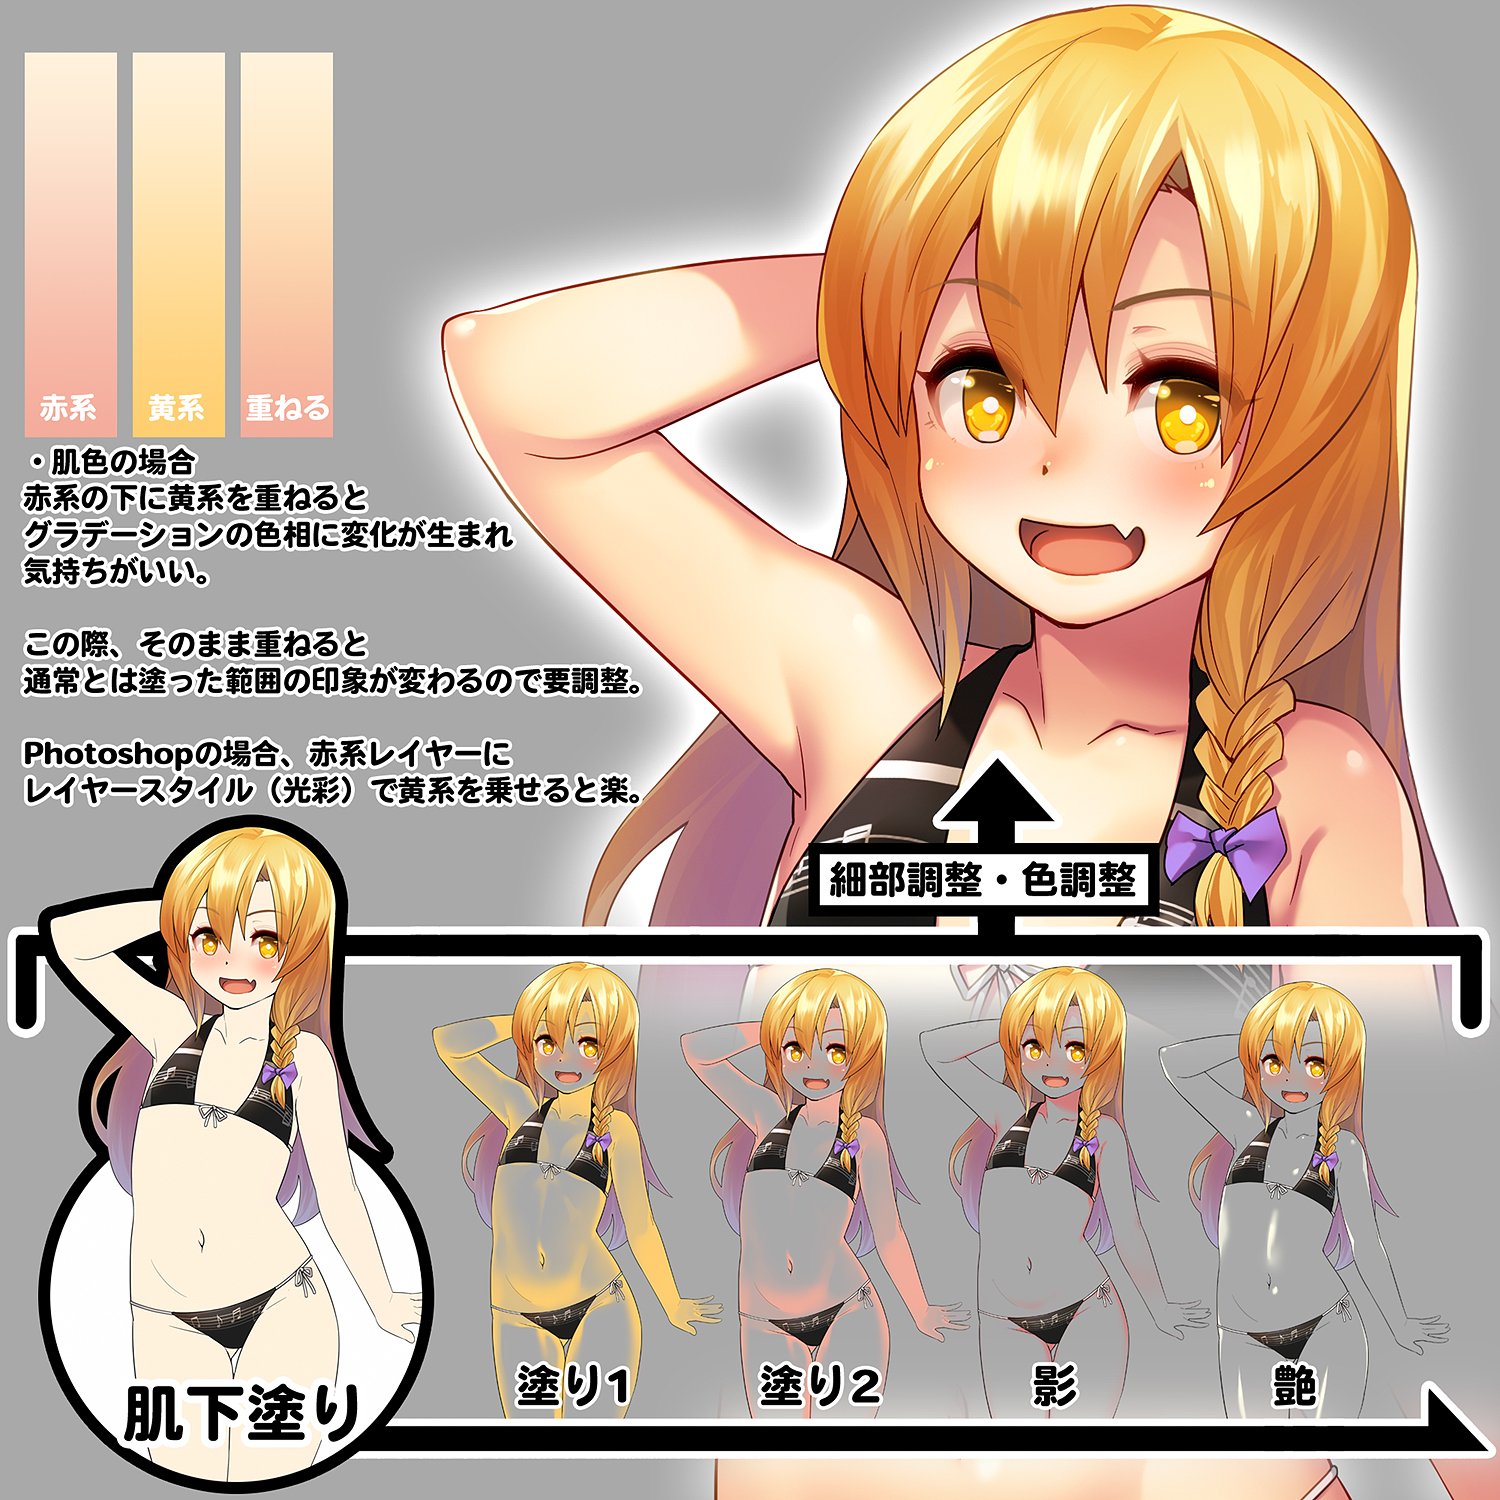 赤系
黄系
重ねる
・肌色の場合
赤系の下に黄系を重ねると
グラデーションの色相に変化が生まれ
気持ちがいい。
この際、そのまま重ねると
通常とは塗った範囲の印象が変わるので要調整。
Photoshopの場合、赤系レイヤーに
レイヤースタイル（光彩）で黄系を乗せると楽。
細部調整・色調整
肌下塗り
塗り1
塗り2
影
艶